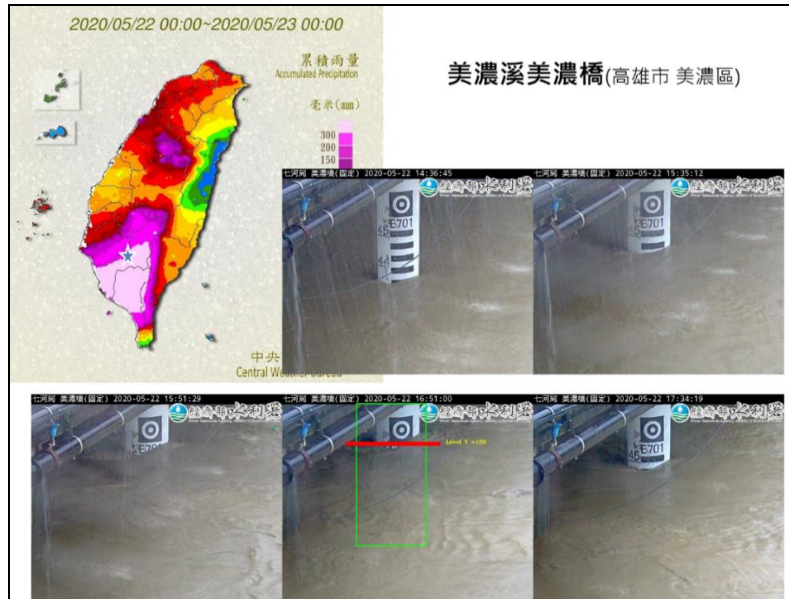 2020/05/22 00:00~2020/05/23 00:00
累積雨量
Accumulated Precipitation
毫米(mm)
300
200
150
中央
Central Weather Bureau
美濃溪美濃橋(高雄市 美濃區)
七河局 美濃橋(固定) 2020-05-22 14:36:45
經濟部水利署
E701
七河局 美濃橋(固定) 2020-05-22 15:35:12
經濟部水利署
E701
七河局 美濃橋(固定) 2020-05-22 15:51:29
經濟部水利署
七河局 美濃橋(固定) 2020-05-22 16:51:00
經濟部水利署
七河局 美濃橋(固定) 2020-05-22 17:34:19
經濟部水利署
E701